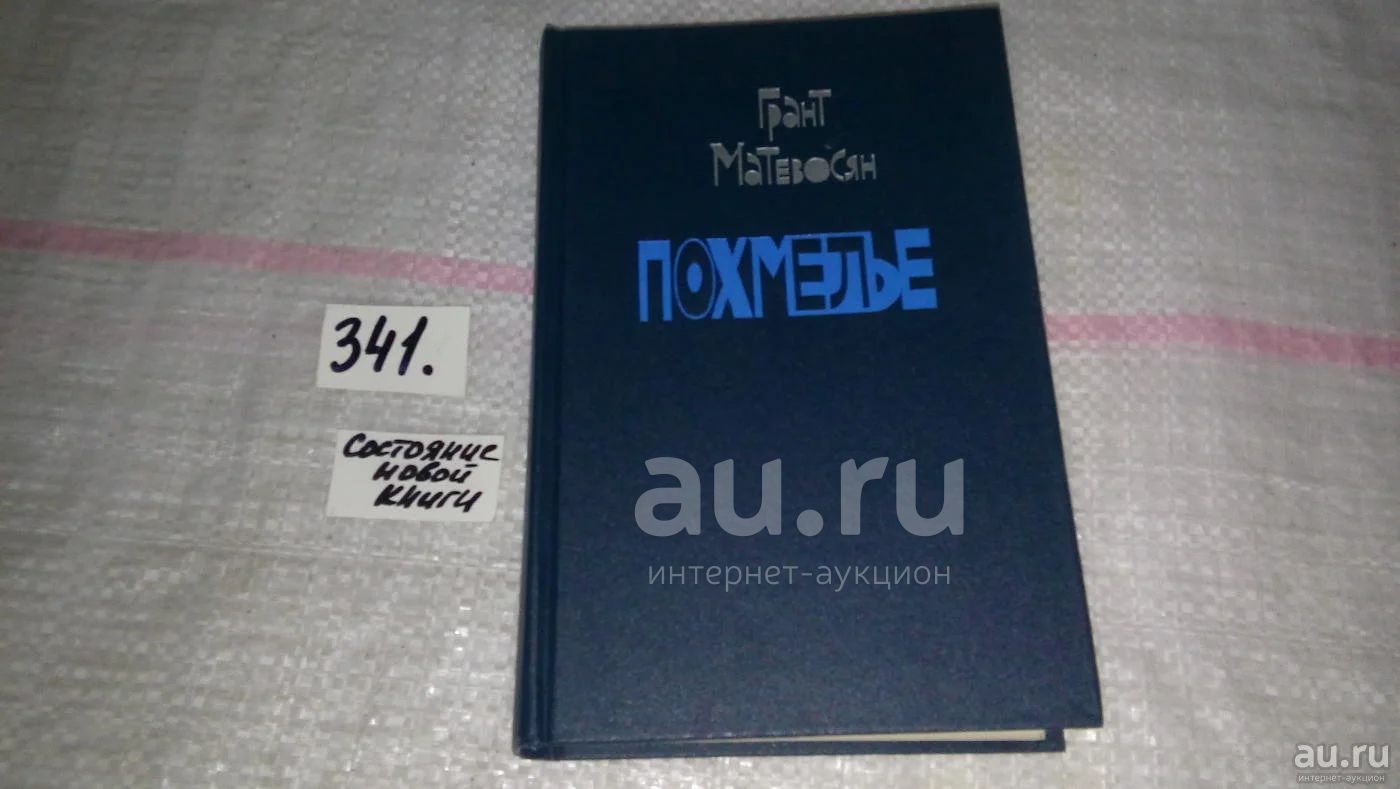 Грант
Матевосян
ПОХМЕЛЬЕ
341.
Состояние
новой
книги
au.ru
интернет-аукцион
au.ru
интернет-аукцион